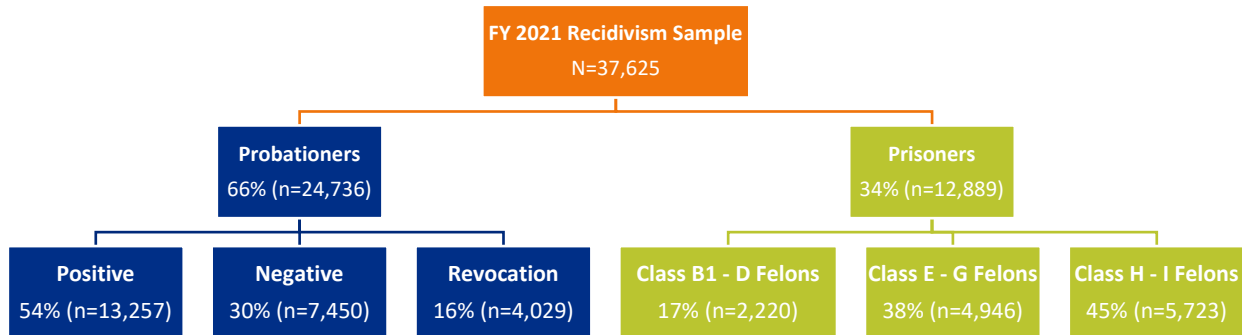 FY 2021 Recidivism Sample
N=37,625
Probationers
66% (n=24,736)
Prisoners
34% (n=12,889)
Positive
54% (n=13,257)
Negative
30% (n=7,450)
Revocation
16% (n=4,029)
Class B1 - D Felons
17% (n=2,220)
Class E - G Felons
38% (n=4,946)
Class H - I Felons
45% (n=5,723)